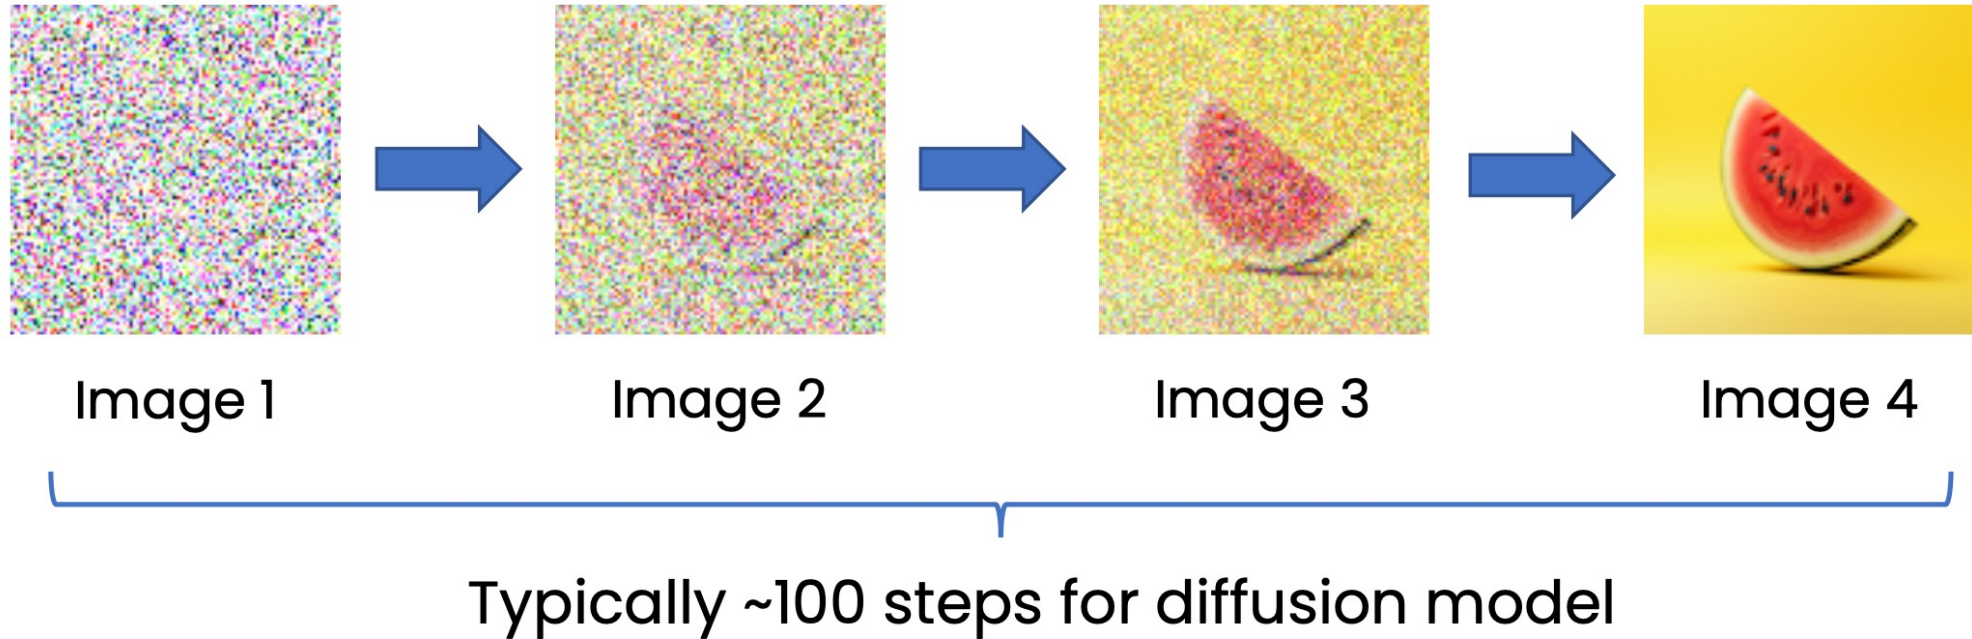 Image 1
Image 2
Image 3
Image 4
Typically ~100 steps for diffusion model